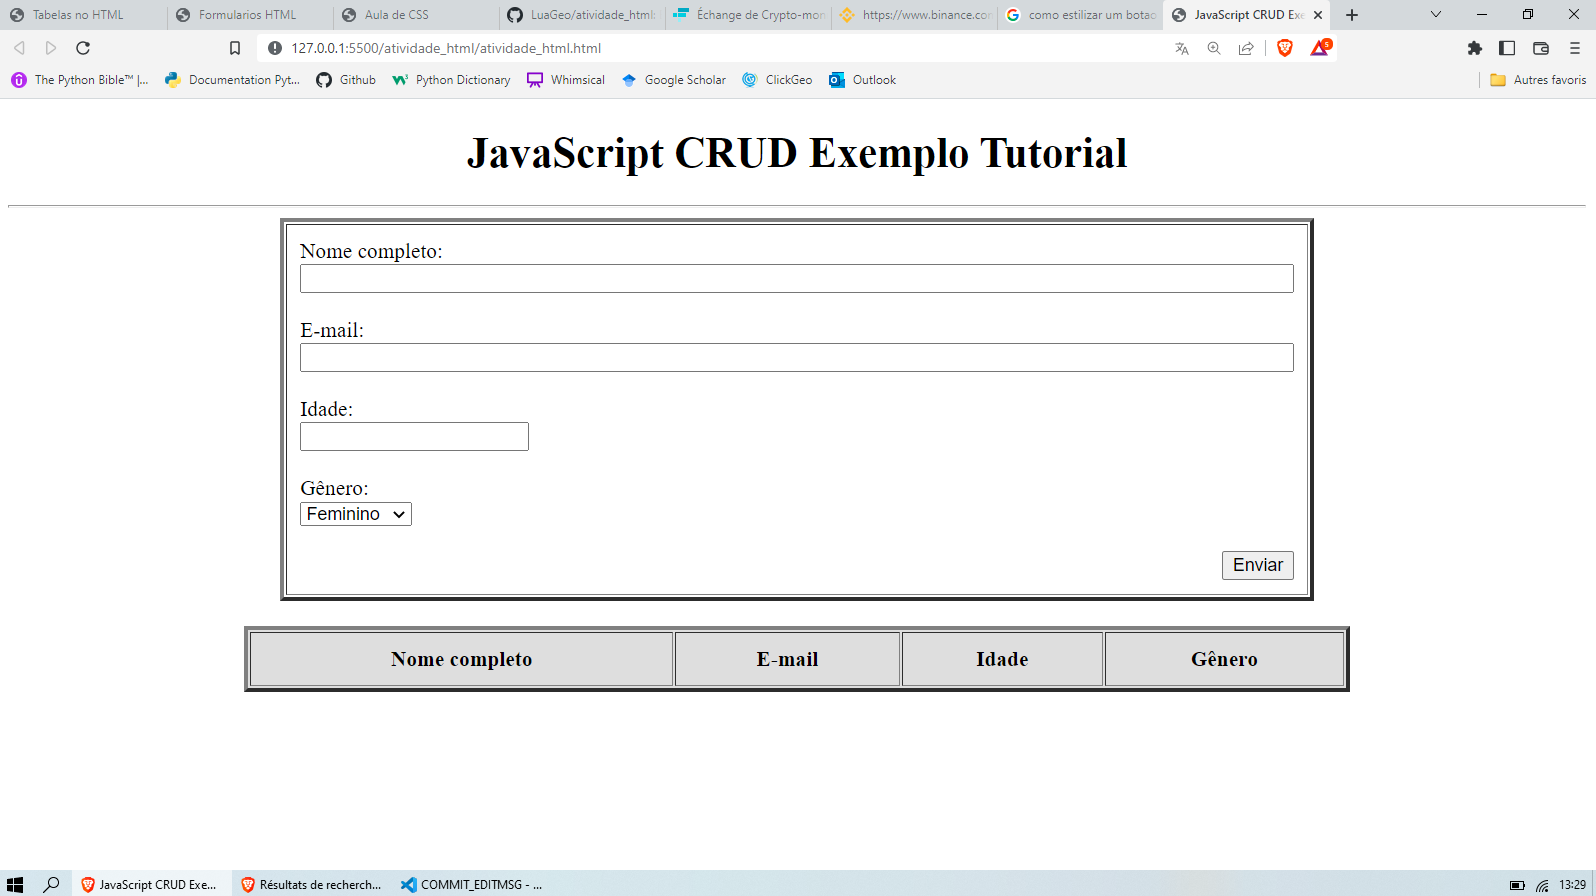 Tabelas no HTML
Formularios HTML
Aula de CSS
LuaGeo/atividade_html
Échange de Crypto-mon
https://www.binance.co
como estilizar um botao
JavaScript CRUD Exe
127.0.0.1:5500/atividade_html/atividade_html.html
5
The Python Bible™ |...
Documentation Pyt...
Github
Python Dictionary
Whimsical
Google Scholar
ClickGeo
Outlook
Autres favoris
JavaScript CRUD Exemplo Tutorial
Nome completo:
E-mail:
Idade:
Gênero:
Feminino
Enviar
Nome completo
E-mail
Idade
Gênero
JavaScript CRUD Exe...
Résultats de recherch...
COMMIT_EDITMSG - ...
13:29